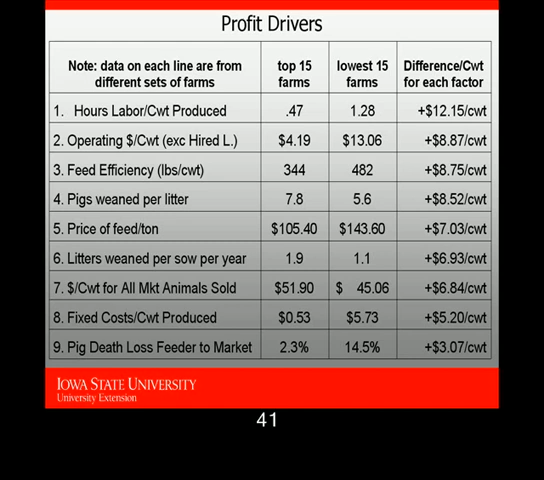 Profit Drivers
Note: data on each line are from different sets of farms | top 15 farms | lowest 15 farms | Difference/Cwt for each factor
1. Hours Labor/Cwt Produced | .47 | 1.28 | +$12.15/cwt
2. Operating $/Cwt (exc Hired L.) | $4.19 | $13.06 | +$8.87/cwt
3. Feed Efficiency (lbs/cwt) | 344 | 482 | +$8.75/cwt
4. Pigs weaned per litter | 7.8 | 5.6 | +$8.52/cwt
5. Price of feed/ton | $105.40 | $143.60 | +$7.03/cwt
6. Litters weaned per sow per year | 1.9 | 1.1 | +$6.93/cwt
7. $/Cwt for All Mkt Animals Sold | $51.90 | $ 45.06 | +$6.84/cwt
8. Fixed Costs/Cwt Produced | $0.53 | $5.73 | +$5.20/cwt
9. Pig Death Loss Feeder to Market | 2.3% | 14.5% | +$3.07/cwt
IOWA STATE UNIVERSITY
University Extension
41